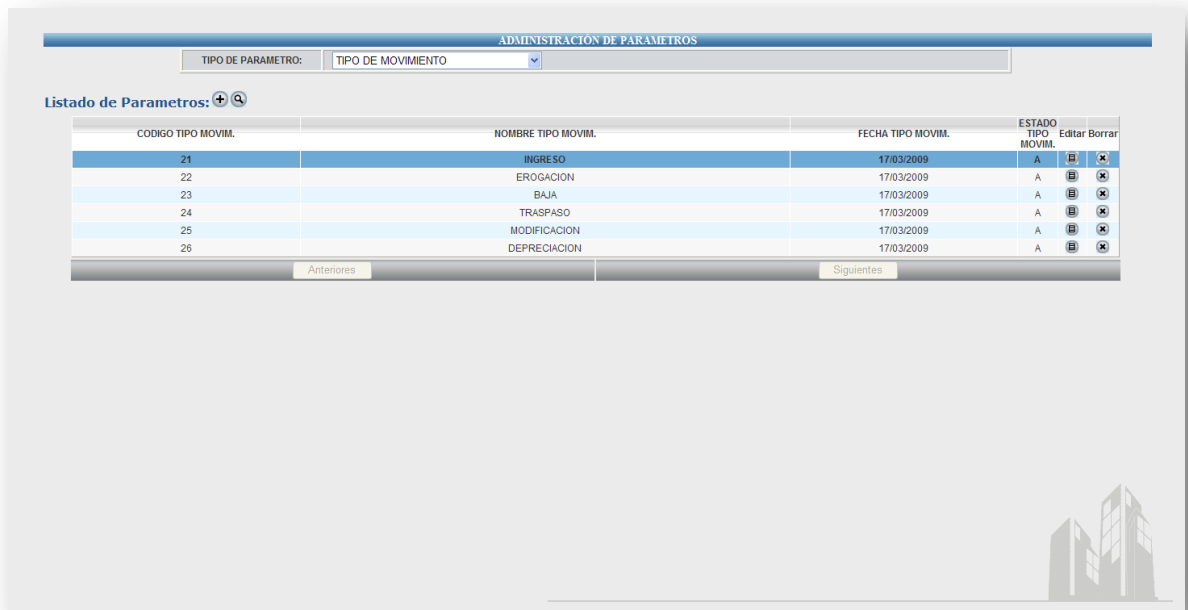 ADMINISTRACIÓN DE PARAMETROS
TIPO DE PARAMETRO: TIPO DE MOVIMIENTO
Listado de Parametros:
CODIGO TIPO MOVIM. NOMBRE TIPO MOVIM. FECHA TIPO MOVIM. ESTADO TIPO MOVIM. Editar Borrar
21 INGRESO 17/03/2009 A
22 EROGACION 17/03/2009 A
23 BAJA 17/03/2009 A
24 TRASPASO 17/03/2009 A
25 MODIFICACION 17/03/2009 A
26 DEPRECIACION 17/03/2009 A
Anteriores Siguientes